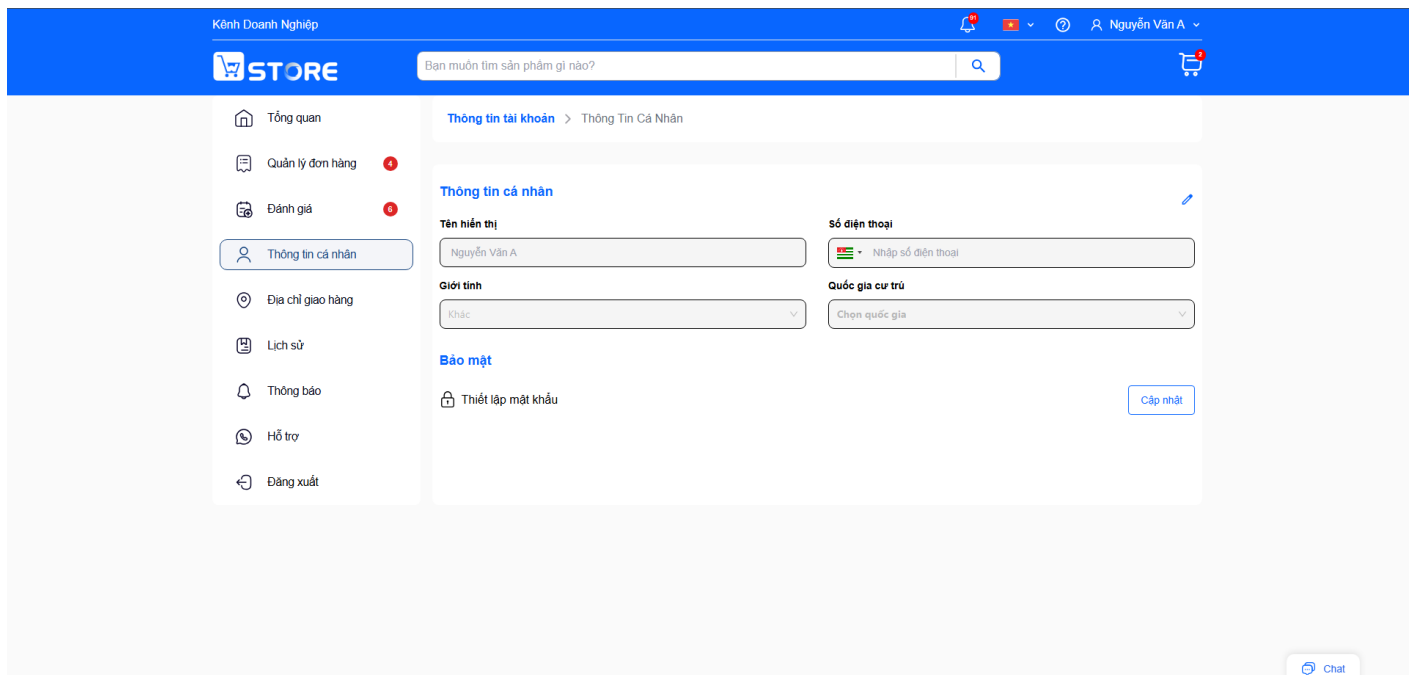 Kênh Doanh Nghiệp
91
Nguyễn Văn A
STORE
Bạn muốn tìm sản phẩm gì nào?
2
Tổng quan
Thông tin tài khoản > Thông Tin Cá Nhân
Quản lý đơn hàng 4
Đánh giá 6
Thông tin cá nhân
Địa chỉ giao hàng
Lịch sử
Thông báo
Hỗ trợ
Đăng xuất
Thông tin cá nhân
Tên hiển thị
Số điện thoại
Nguyễn Văn A
Nhập số điện thoại
Giới tính
Quốc gia cư trú
Khác
Chọn quốc gia
Bảo mật
Thiết lập mật khẩu
Cập nhật
Chat